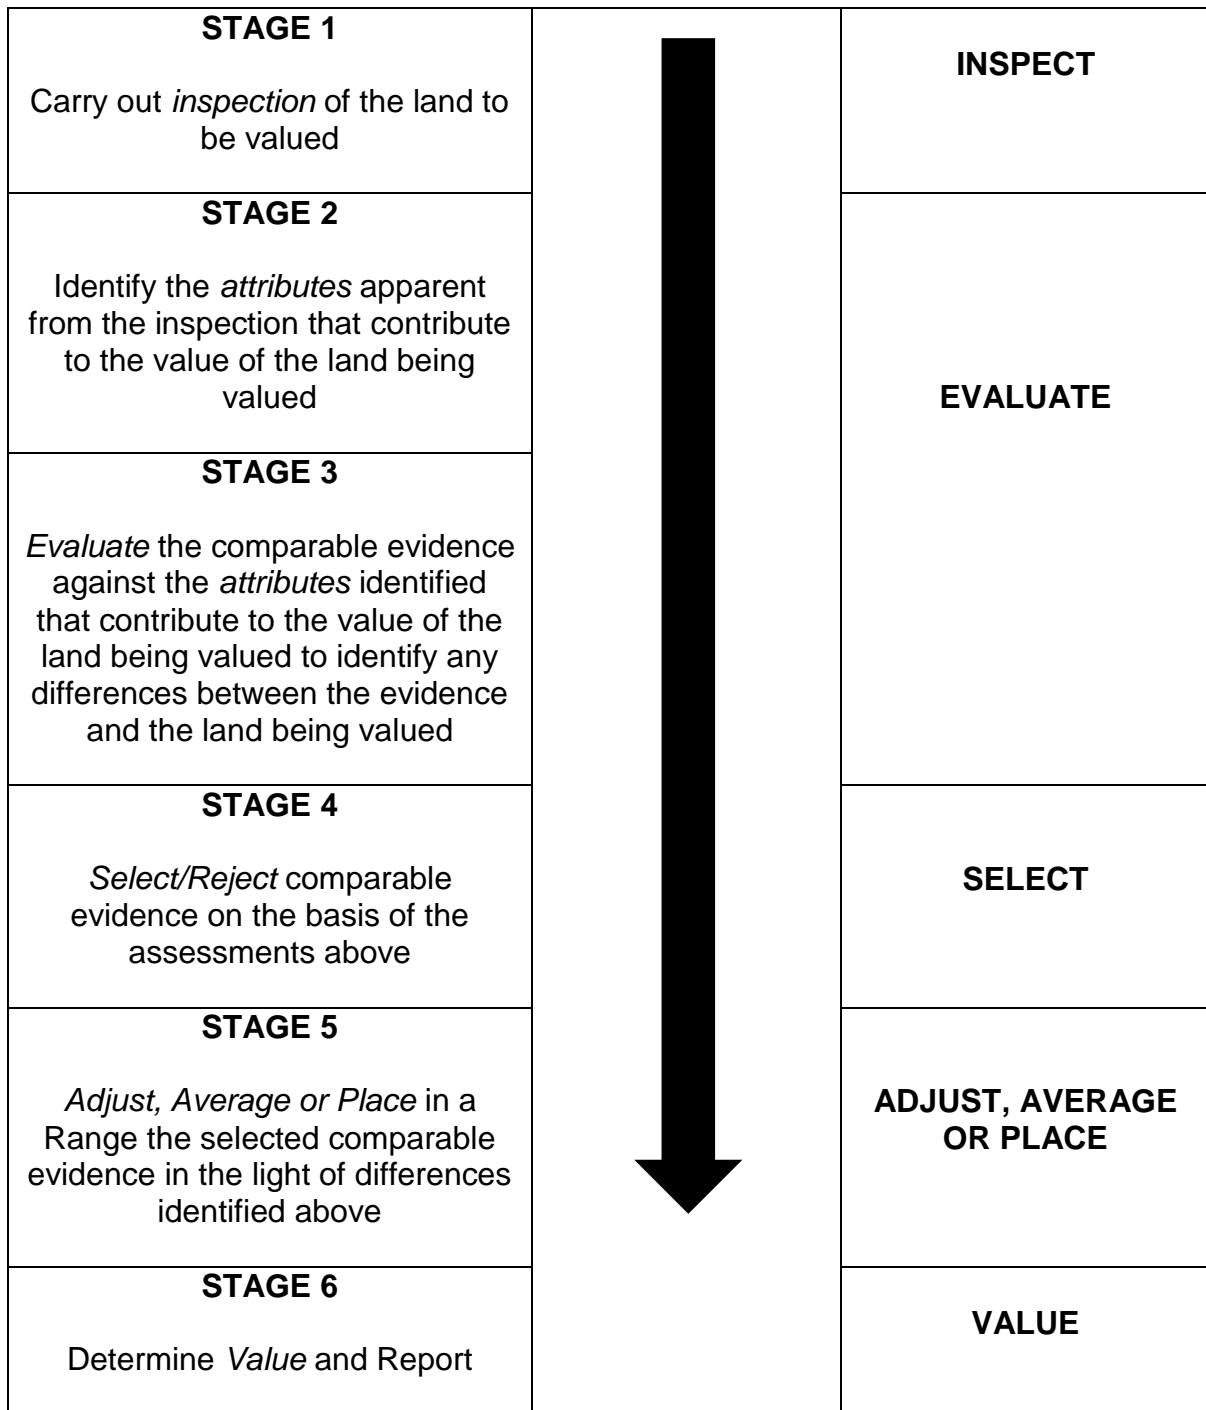 STAGE 1
Carry out inspection of the land to
be valued
INSPECT
STAGE 2
Identify the attributes apparent
from the inspection that contribute
to the value of the land being
valued
EVALUATE
STAGE 3
Evaluate the comparable evidence
against the attributes identified
that contribute to the value of the
land being valued to identify any
differences between the evidence
and the land being valued
STAGE 4
Select/Reject comparable
evidence on the basis of the
assessments above
SELECT
STAGE 5
Adjust, Average or Place in a
Range the selected comparable
evidence in the light of differences
identified above
ADJUST, AVERAGE
OR PLACE
STAGE 6
Determine Value and Report
VALUE